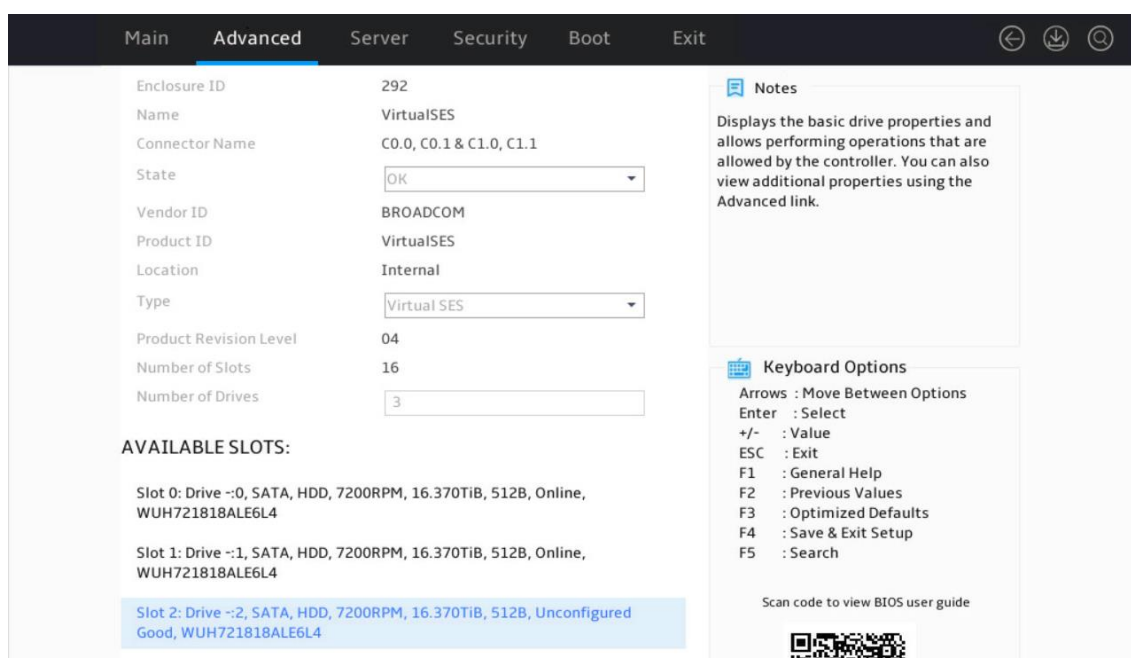 Main Advanced Server Security Boot Exit
Enclosure ID 292
Name VirtualSES
Connector Name C0.0, C0.1 & C1.0, C1.1
State OK
Vendor ID BROADCOM
Product ID VirtualSES
Location Internal
Type Virtual SES
Product Revision Level 04
Number of Slots 16
Number of Drives 3
AVAILABLE SLOTS:
Slot 0: Drive -:0, SATA, HDD, 7200RPM, 16.370TiB, 512B, Online,
WUH721818ALE6L4
Slot 1: Drive -:1, SATA, HDD, 7200RPM, 16.370TiB, 512B, Online,
WUH721818ALE6L4
Slot 2: Drive -:2, SATA, HDD, 7200RPM, 16.370TiB, 512B, Unconfigured
Good, WUH721818ALE6L4
Notes
Displays the basic drive properties and
allows performing operations that are
allowed by the controller. You can also
view additional properties using the
Advanced link.
Keyboard Options
Arrows : Move Between Options
Enter : Select
+/- : Value
ESC : Exit
F1 : General Help
F2 : Previous Values
F3 : Optimized Defaults
F4 : Save & Exit Setup
F5 : Search
Scan code to view BIOS user guide